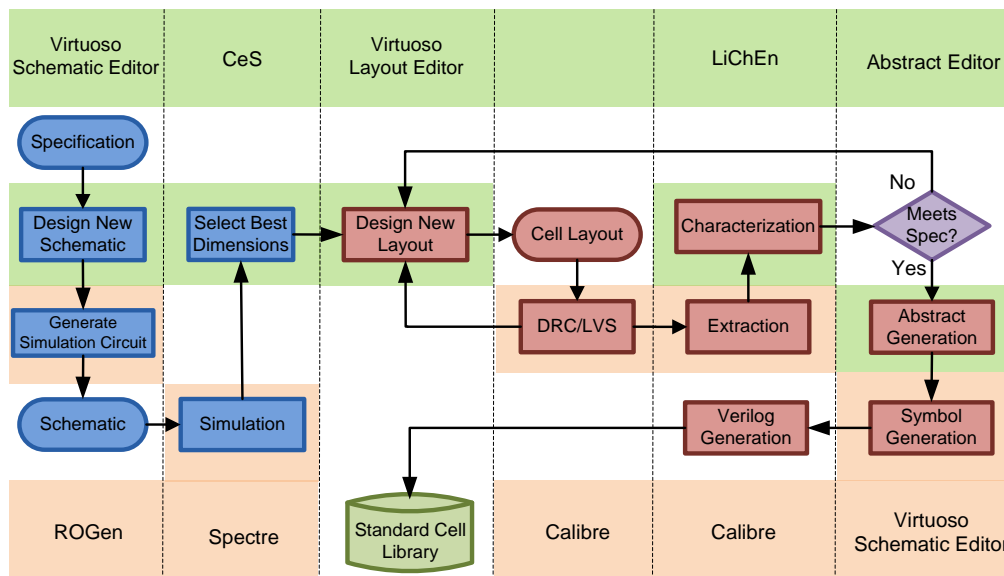 Virtuoso
Schematic Editor
CeS
Virtuoso
Layout Editor
LiChEn
Abstract Editor
Specification
No
Design New
Schematic
Select Best
Dimensions
Design New
Layout
Cell Layout
Characterization
Meets
Spec?
Yes
Generate
Simulation Circuit
DRC/LVS
Extraction
Abstract
Generation
Schematic
Simulation
Verilog
Generation
Symbol
Generation
ROGen
Spectre
Standard Cell
Library
Calibre
Calibre
Virtuoso
Schematic Editor